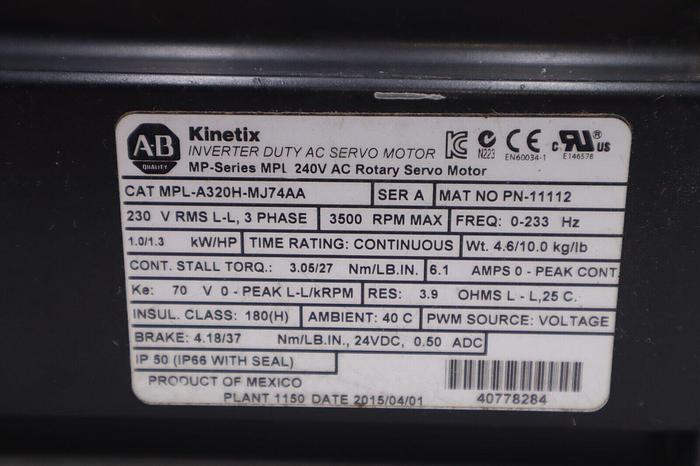 A-B
QUALITY
Kinetix
INVERTER DUTY AC SERVO MOTOR
N223
EN60034-1
c RU US
E146578
MP-Series MPL 240V AC Rotary Servo Motor
CAT MPL-A320H-MJ74AA SER A MAT NO PN-11112
230 V RMS L-L, 3 PHASE 3500 RPM MAX FREQ: 0-233 Hz
1.0/1.3 kW/HP TIME RATING: CONTINUOUS Wt. 4.6/10.0 kg/lb
CONT. STALL TORQ.: 3.05/27 Nm/LB.IN. 6.1 AMPS 0 - PEAK CONT.
Ke: 70 V 0 - PEAK L-L/kRPM RES: 3.9 OHMS L - L,25 C.
INSUL. CLASS: 180(H) AMBIENT: 40 C PWM SOURCE: VOLTAGE
BRAKE: 4.18/37 Nm/LB.IN., 24VDC, 0.50 ADC
IP 50 (IP66 WITH SEAL)
PRODUCT OF MEXICO
PLANT 1150 DATE 2015/04/01
40778284